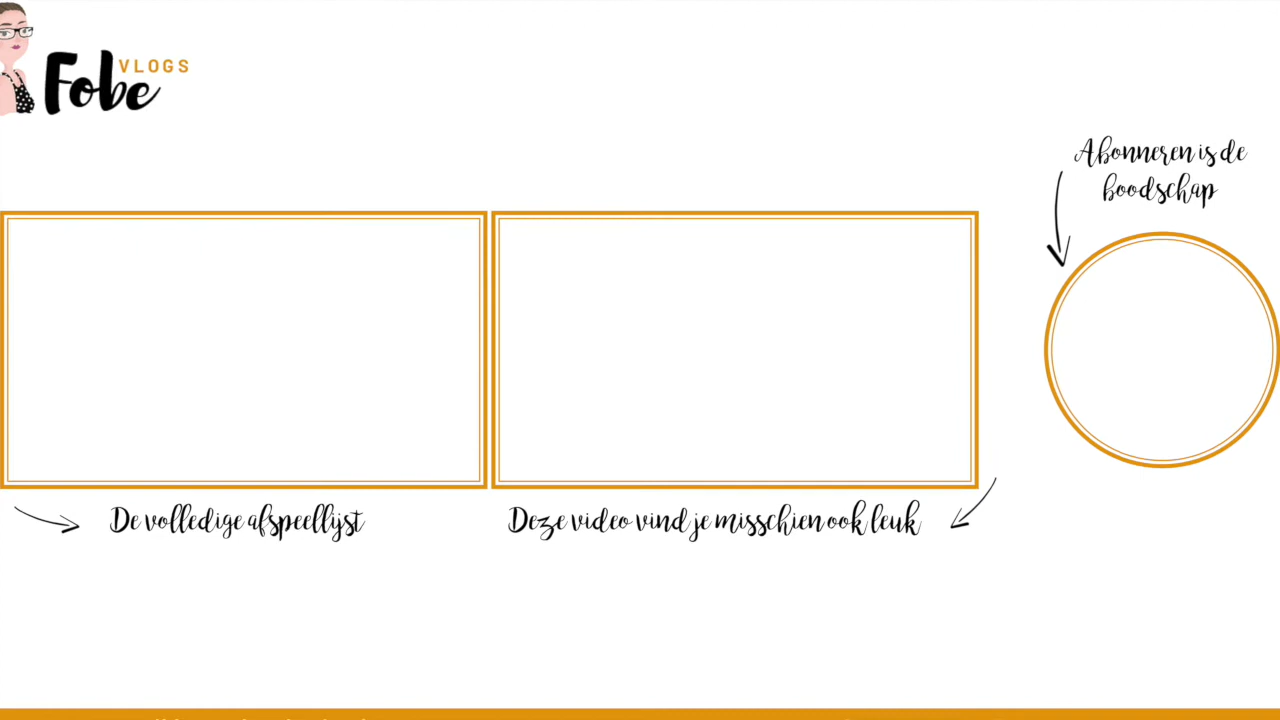 VLOGS
Fobe
Abonneren is de
boodschap
De volledige afspeellijst
Deze video vind je misschien ook leuk